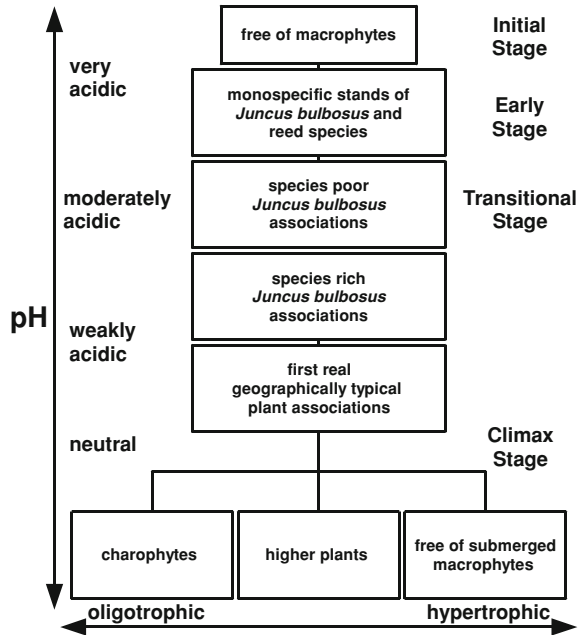 free of macrophytes
Initial
Stage
very
acidic
monospecific stands of
Juncus bulbosus and
reed species
Early
Stage
moderately
acidic
species poor
Juncus bulbosus
associations
Transitional
Stage
species rich
Juncus bulbosus
associations
pH
weakly
acidic
first real
geographically typical
plant associations
neutral
Climax
Stage
charophytes
higher plants
free of submerged
macrophytes
oligotrophic
hypertrophic